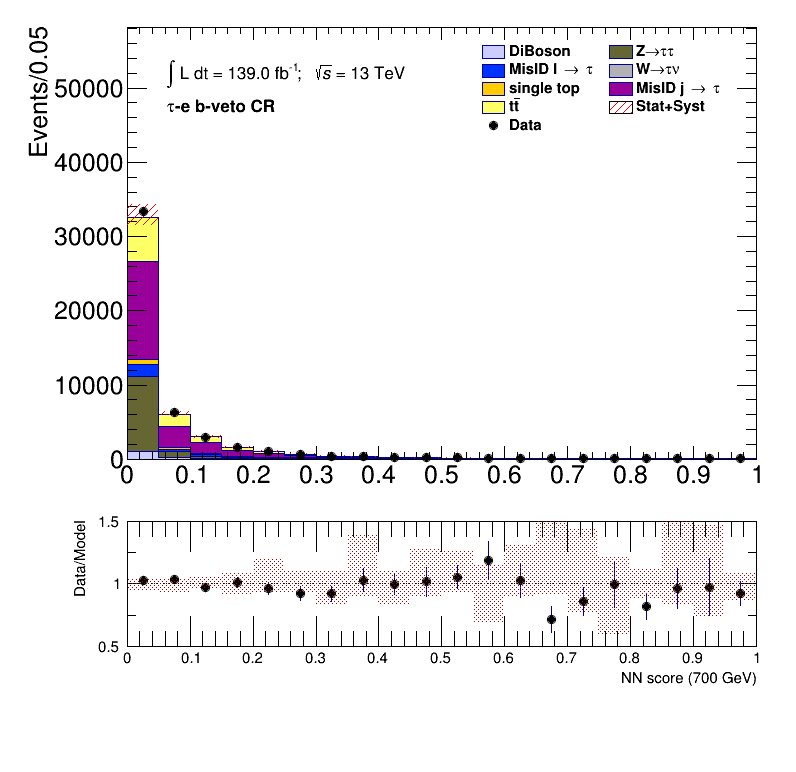 Events/0.05
∫ L dt = 139.0 fb⁻¹; √s = 13 TeV
τ-e b-veto CR
DiBoson
MisID l → τ
single top
tt̄
Data
Z→ττ
W→τν
MisID j → τ
Stat+Syst
50000
40000
30000
20000
10000
0
0 0.1 0.2 0.3 0.4 0.5 0.6 0.7 0.8 0.9 1
Data/Model
1.5
1
0.5
0 0.1 0.2 0.3 0.4 0.5 0.6 0.7 0.8 0.9 1
NN score (700 GeV)